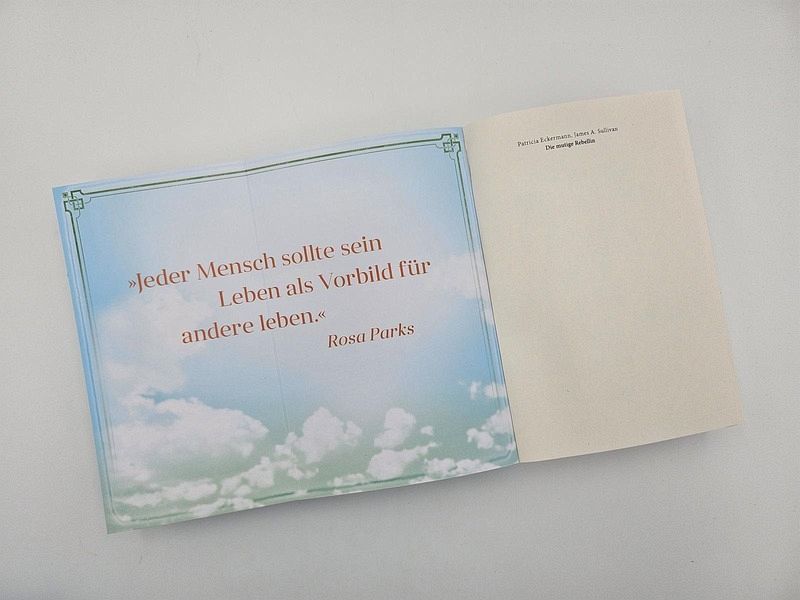 »Jeder Mensch sollte sein
Leben als Vorbild für
andere leben.«
Rosa Parks
Patricia Eckermann, James A. Sullivan
Die mutige Rebellin